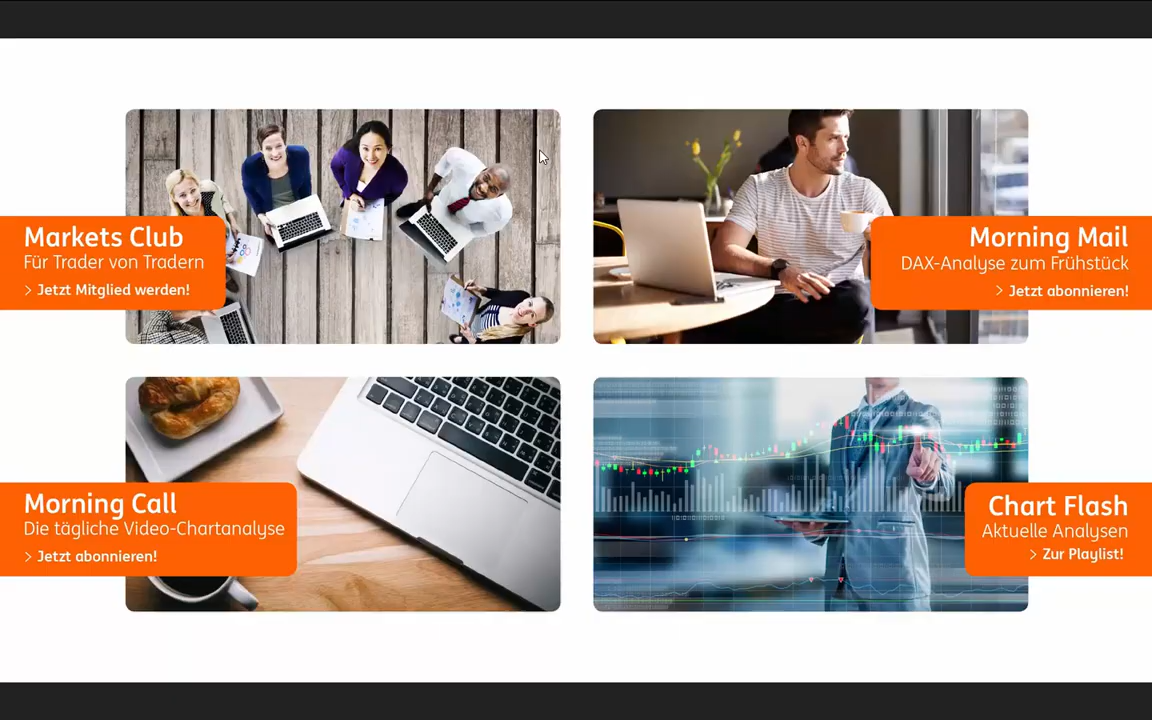 Markets Club
Für Trader von Tradern
> Jetzt Mitglied werden!
Morning Mail
DAX-Analyse zum Frühstück
> Jetzt abonnieren!
Morning Call
Die tägliche Video-Chartanalyse
> Jetzt abonnieren!
Chart Flash
Aktuelle Analysen
> Zur Playlist!